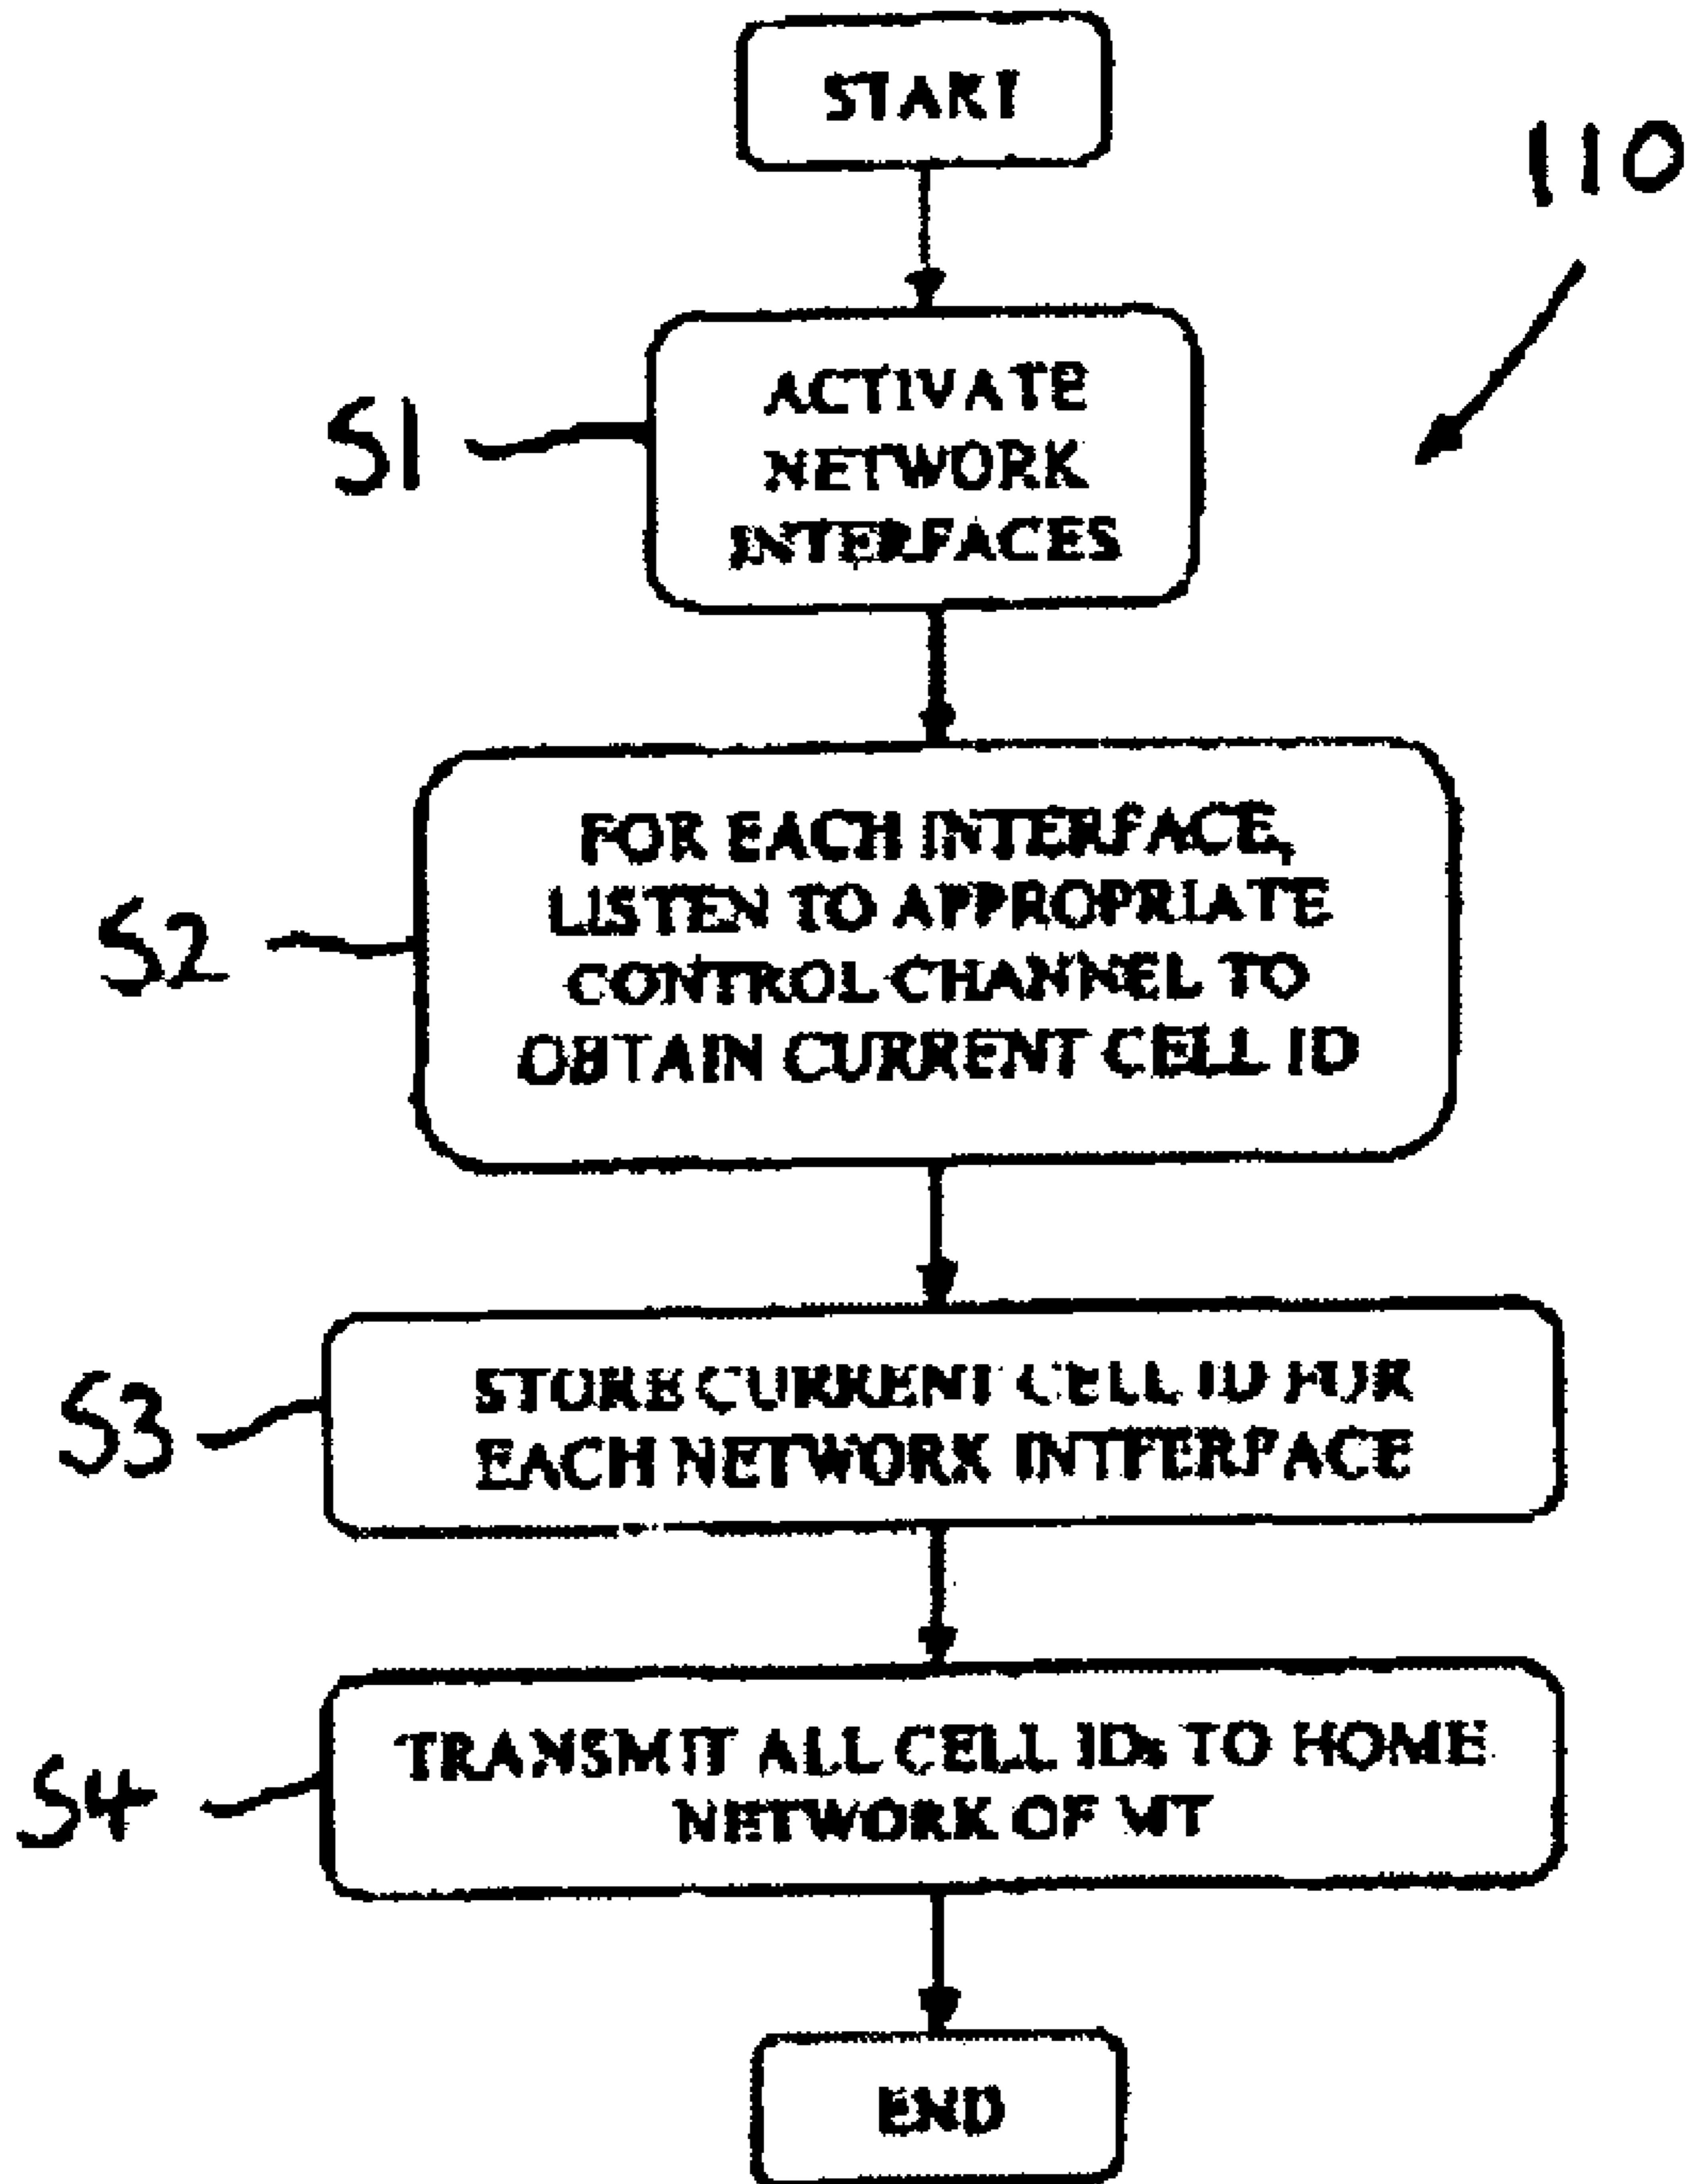 START
110
S1
ACTIVATE
NETWORK
INTERFACES
S2
FOR EACH INTERFACE,
LISTEN TO APPROPRIATE
CONTROL CHANNEL TO
OBTAIN CURRENT CELL ID
S3
STORE CURRENT CELL ID FOR
EACH NETWORK INTERFACE
S4
TRANSMIT ALL CELL IDs TO HOME
NETWORK OF MT
END